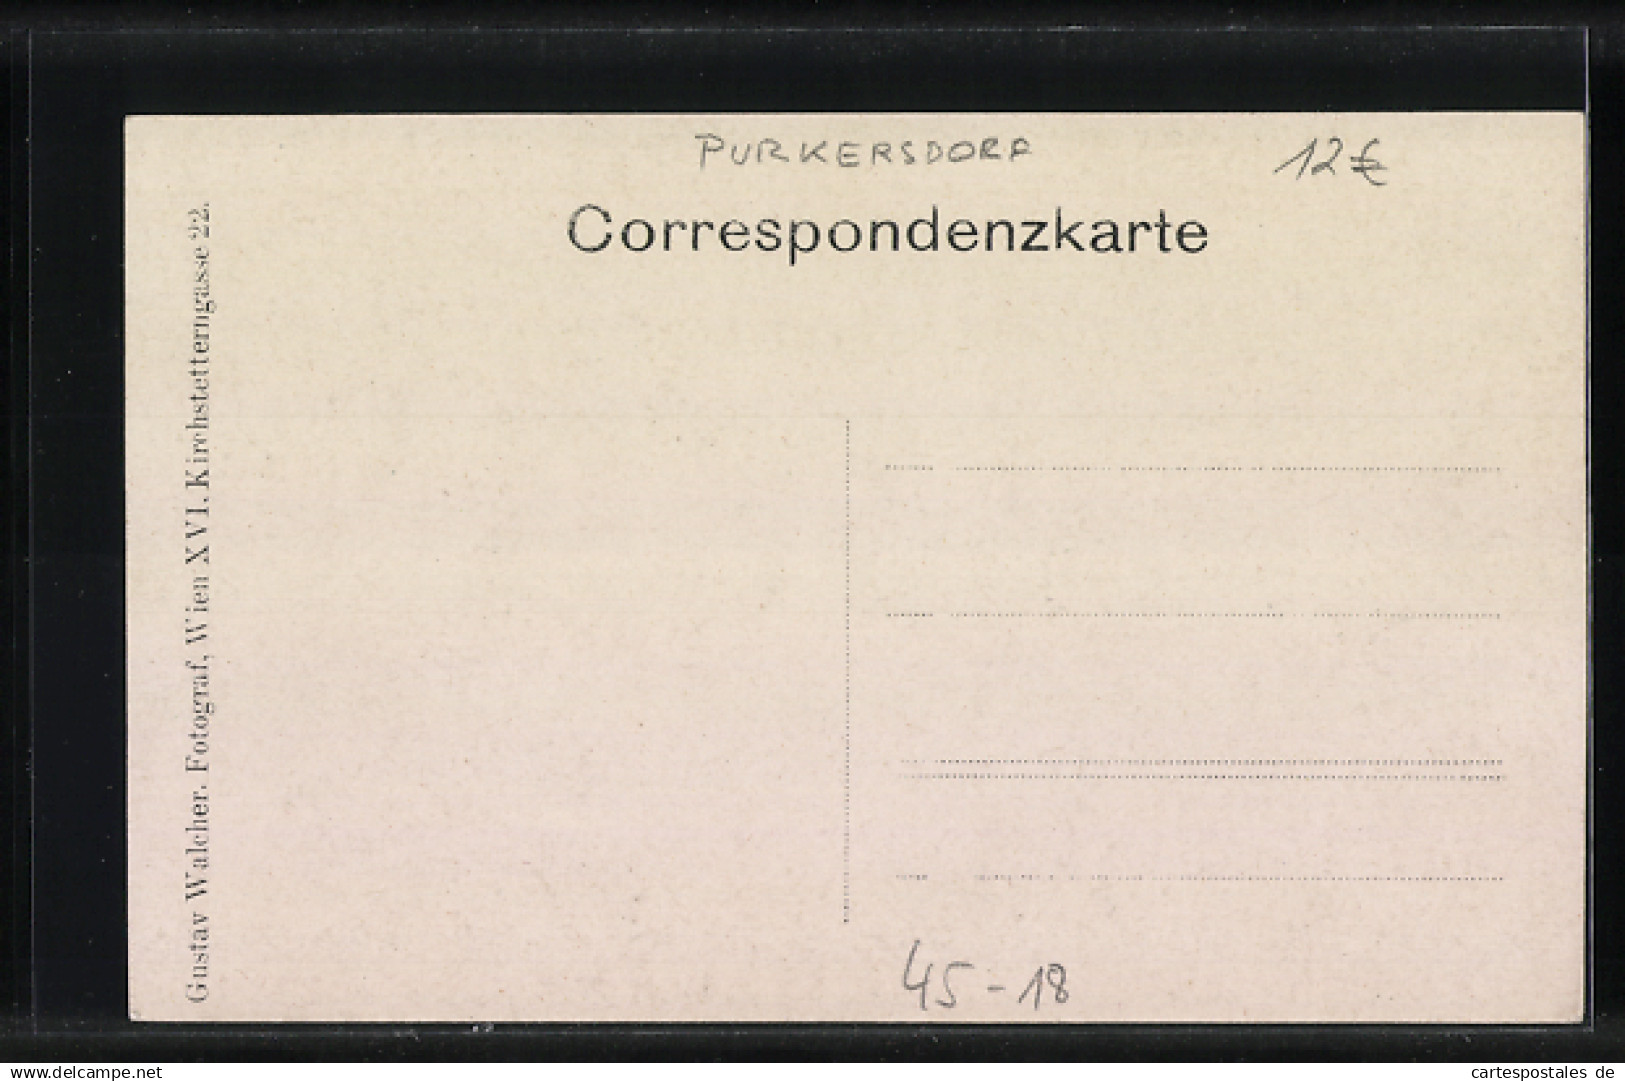 PURKERSDORF
12€
Correspondenzkarte
Gustav Walcher. Fotograf, Wien XVI. Kirchstetterngasse 22.
45-18
www.delcampe.net
cartespostales de